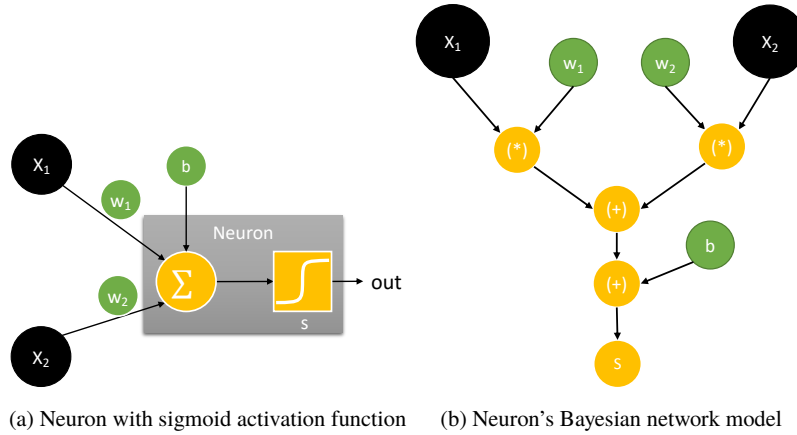 X₁
w₁
b
Neuron
Σ
w₂
s
out
X₂
(a) Neuron with sigmoid activation function
X₁
X₂
w₁
w₂
(*)
(*)
(+)
b
(+)
S
(b) Neuron's Bayesian network model